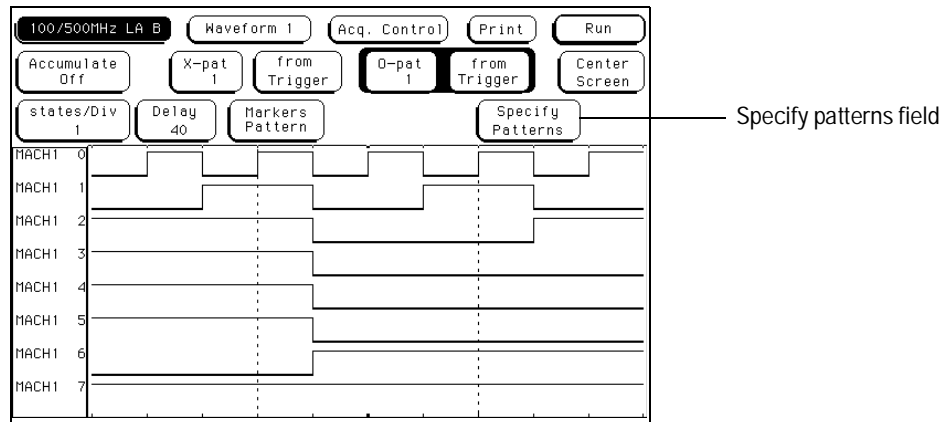 100/500MHz LA B Waveform 1 Acq. Control Print Run
Accumulate Off X-pat 1 from Trigger O-pat 1 from Trigger Center Screen
states/Div 1 Delay 40 Markers Pattern Specify Patterns
Specify patterns field
MACH1 0
MACH1 1
MACH1 2
MACH1 3
MACH1 4
MACH1 5
MACH1 6
MACH1 7